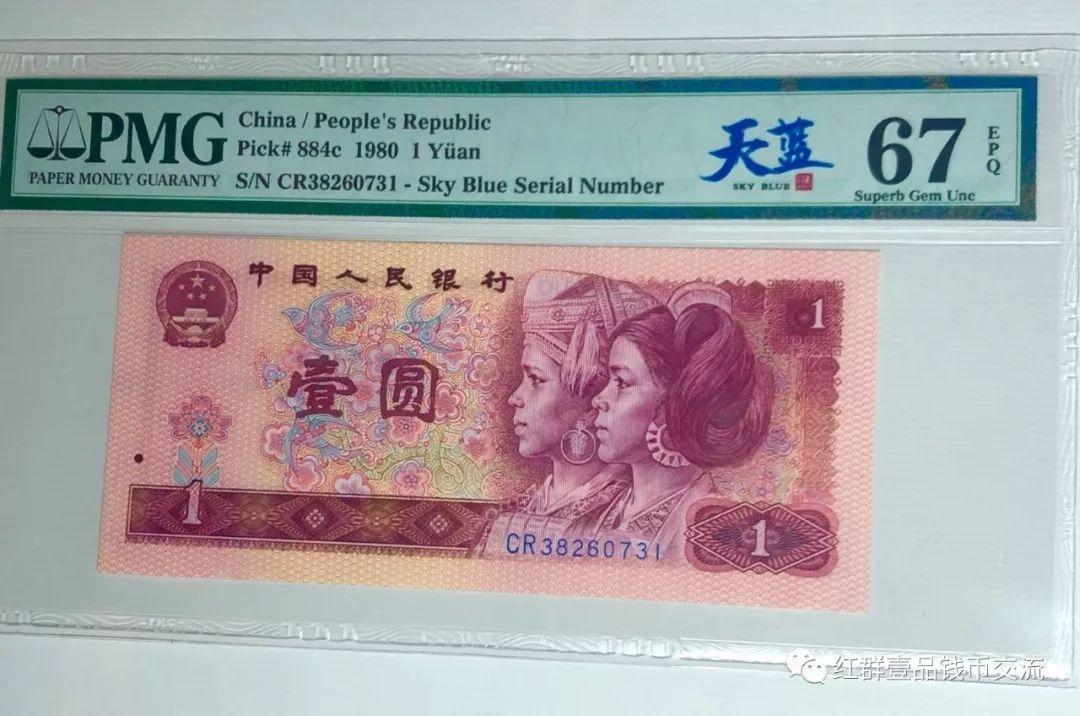 PMG
PAPER MONEY GUARANTY
China / People's Republic
Pick# 884c 1980 1 Yüan
S/N CR38260731 - Sky Blue Serial Number
天蓝
SKY BLUE
67
EPQ
Superb Gem Unc
中国人民银行
1
壹圆
1
CR38260731
1
红群壹品钱币交流